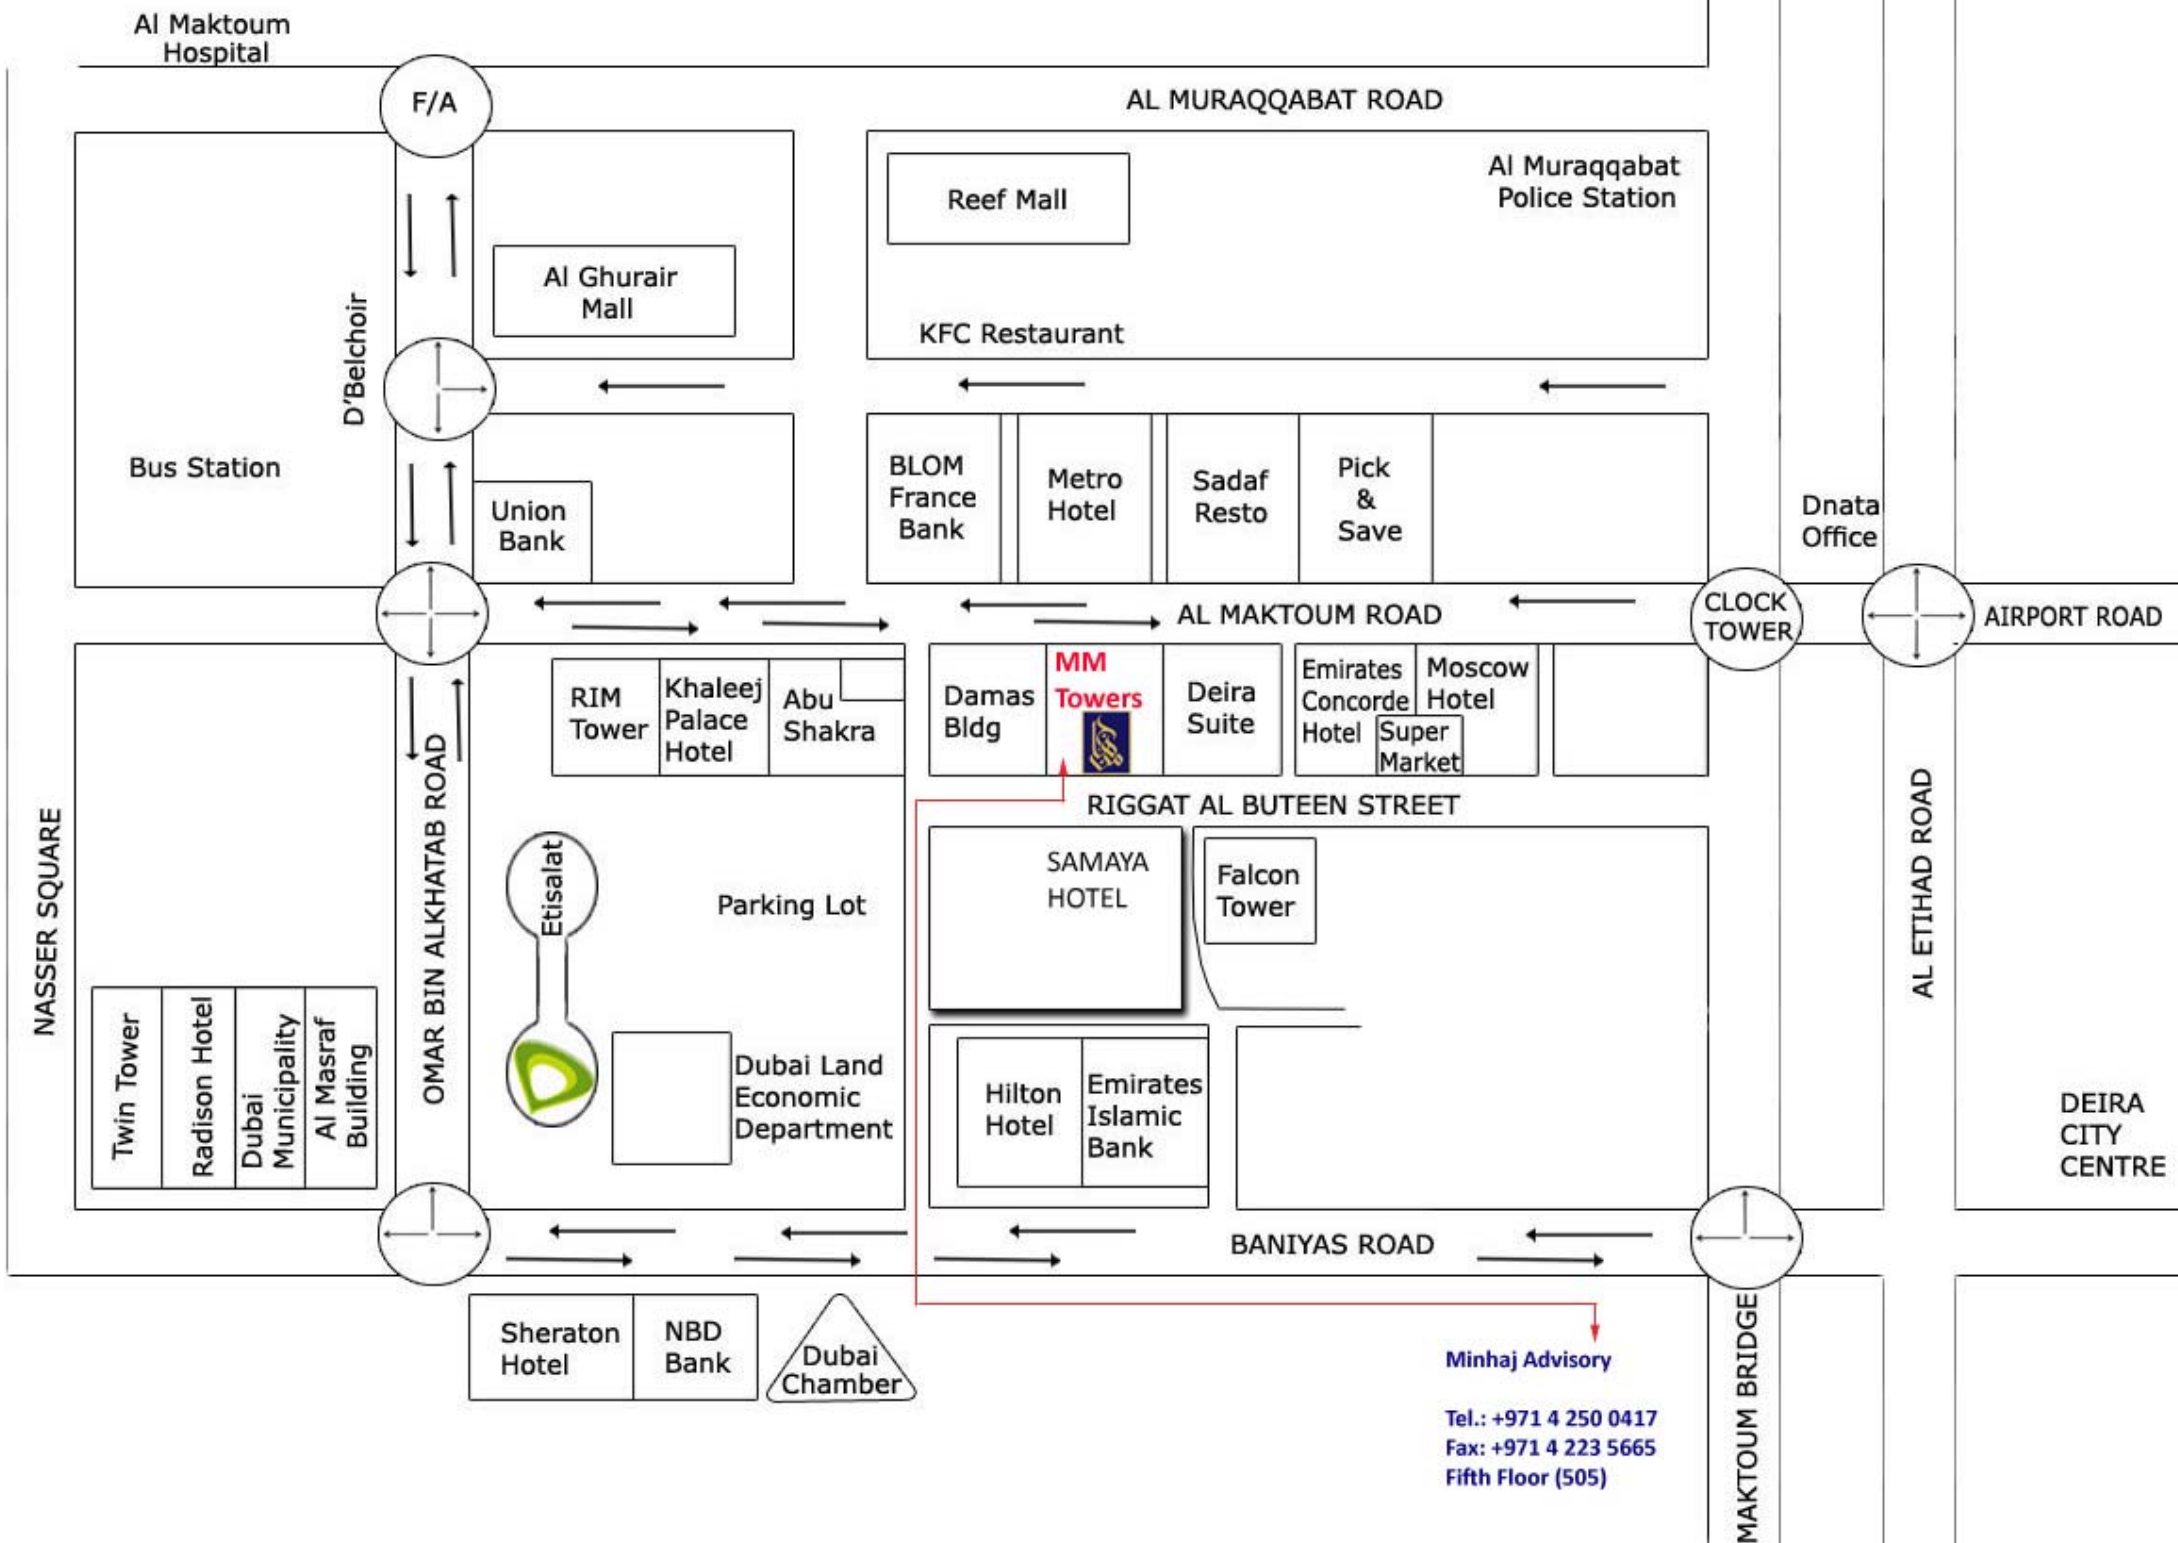 Al Maktoum
Hospital
F/A
AL MURAQQABAT ROAD
Reef Mall
Al Muraqqabat
Police Station
Al Ghurair
Mall
KFC Restaurant
D'Belchoir
Bus Station
Union
Bank
BLOM
France
Bank
Metro
Hotel
Sadaf
Resto
Pick
&
Save
Dnata
Office
AL MAKTOUM ROAD
CLOCK
TOWER
AIRPORT ROAD
RIM
Tower
Khaleej
Palace
Hotel
Abu
Shakra
Damas
Bldg
MM
Towers
Deira
Suite
Emirates
Concorde
Hotel
Moscow
Hotel
Super
Market
RIGGAT AL BUTEEN STREET
NASSER SQUARE
OMAR BIN ALKHATAB ROAD
Etisalat
Parking Lot
SAMAYA
HOTEL
Falcon
Tower
AL ETIHAD ROAD
Twin Tower
Radison Hotel
Dubai
Municipality
Al Masraf
Building
Dubai Land
Economic
Department
Hilton
Hotel
Emirates
Islamic
Bank
DEIRA
CITY
CENTRE
BANIYAS ROAD
Sheraton
Hotel
NBD
Bank
Dubai
Chamber
MAKTOUM BRIDGE
Minhaj Advisory
Tel.: +971 4 250 0417
Fax: +971 4 223 5665
Fifth Floor (505)